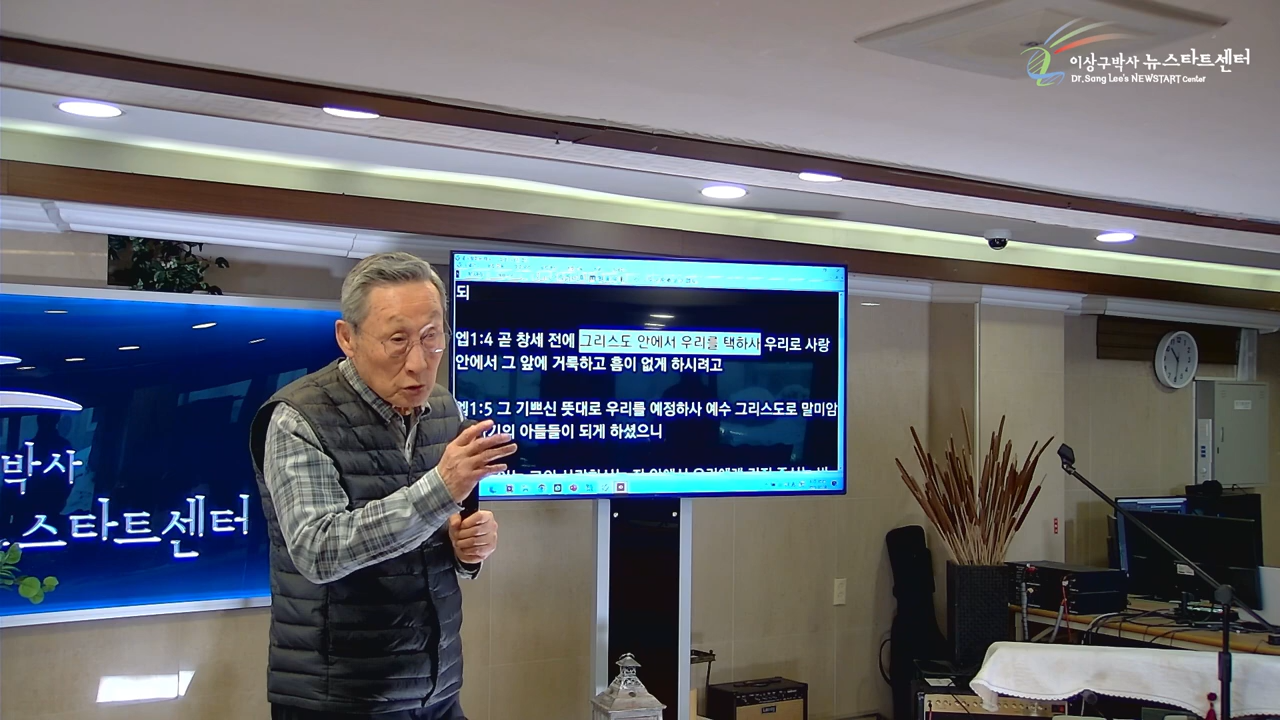 이상구박사 뉴스타트센터
Dr. Sang Lee's NEWSTART Center
되
엡1:4 곧 창세 전에 그리스도 안에서 우리를 택하사 우리로 사랑
안에서 그 앞에 거룩하고 흠이 없게 하시려고
엡1:5 그 기쁘신 뜻대로 우리를 예정하사 예수 그리스도로 말미암
아들들이 되게 하셨으니
박사
뉴스타트센터